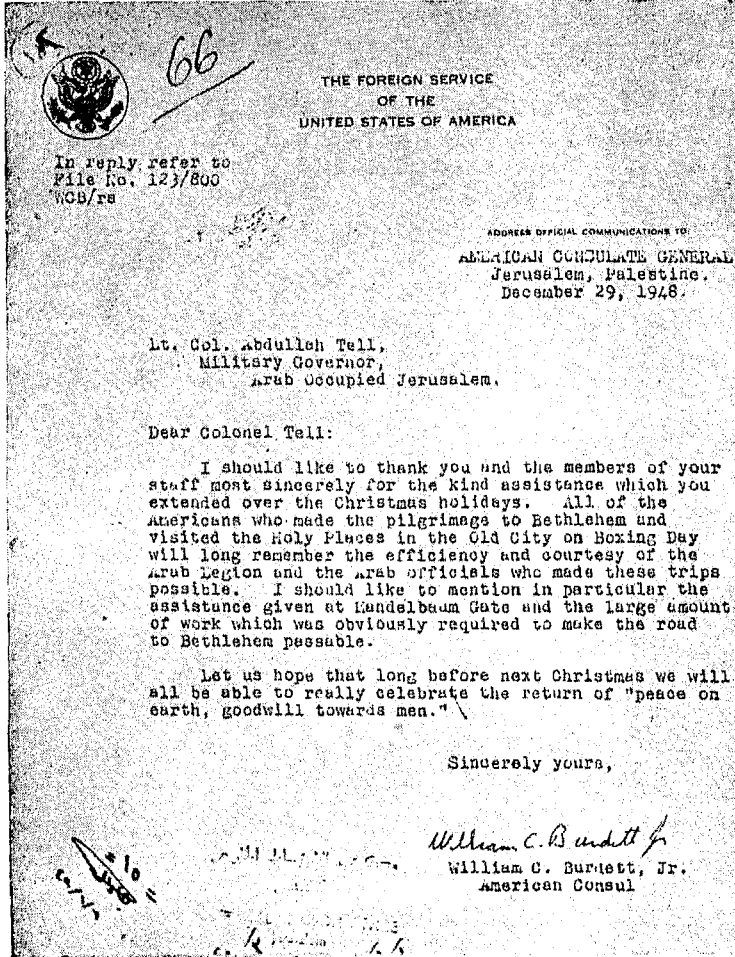 66
THE FOREIGN SERVICE
OF THE
UNITED STATES OF AMERICA
In reply refer to
File No. 123/800
WCB/rs
ADDRESS OFFICIAL COMMUNICATIONS TO
AMERICAN CONSULATE GENERAL
Jerusalem, Palestine.
December 29, 1948.
Lt. Col. Abdullah Tell,
Military Governor,
Arab Occupied Jerusalem.
Dear Colonel Tell:
I should like to thank you and the members of your
staff most sincerely for the kind assistance which you
extended over the Christmas holidays. All of the
Americans who made the pilgrimage to Bethlehem and
visited the Holy Places in the Old City on Boxing Day
will long remember the efficiency and courtesy of the
Arab Legion and the Arab officials who made these trips
possible. I should like to mention in particular the
assistance given at Mandelbaum Gate and the large amount
of work which was obviously required to make the road
to Bethlehem passable.
Let us hope that long before next Christmas we will
all be able to really celebrate the return of "peace on
earth, goodwill towards men."
Sincerely yours,
William C. Burdett Jr
William C. Burdett, Jr.
American Consul